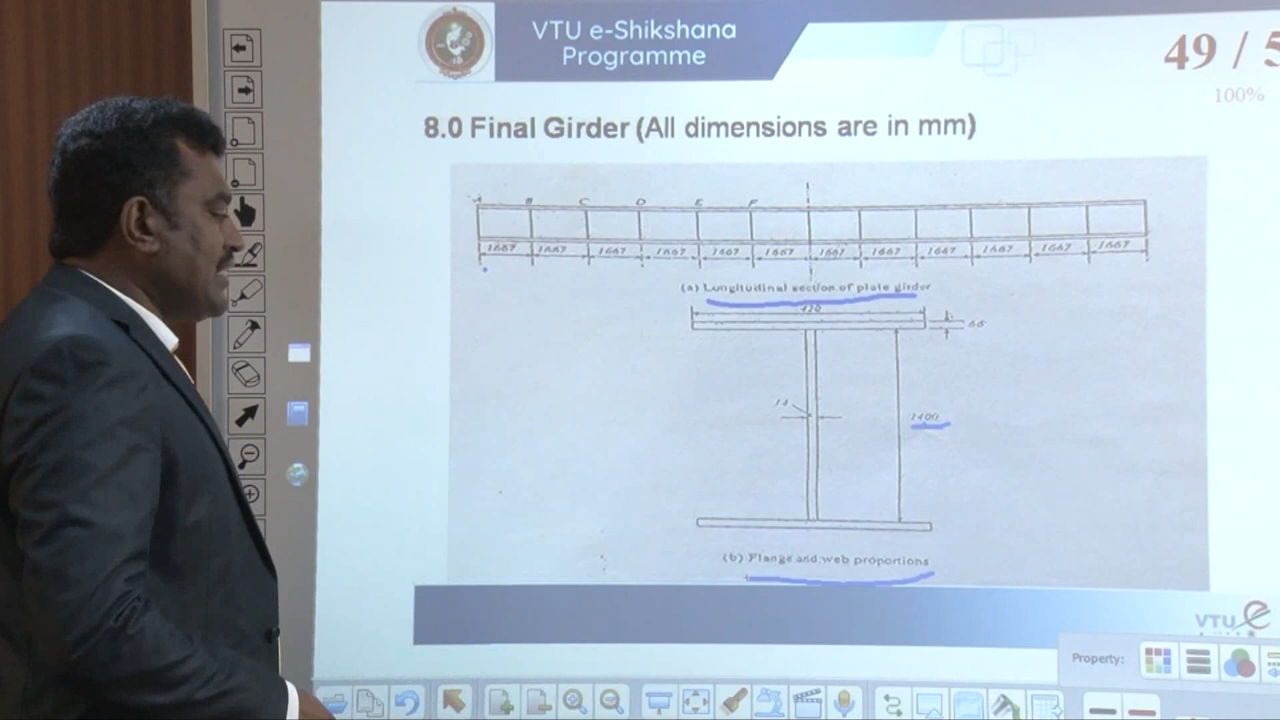 VTU e-Shikshana
Programme
49 / 5
100%
8.0 Final Girder (All dimensions are in mm)
B C D E F
1667 1667 1667 1667 1667 1667 1667 1667 1667 1667 1667 1667
(a) Longitudinal section of plate girder
420
14
1400
(b) Flange and web proportions
VTU e
Property: